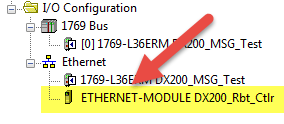 I/O Configuration
1769 Bus
[0] 1769-L36ERM DX200_MSG_Test
Ethernet
1769-L36ERM DX200_MSG_Test
ETHERNET-MODULE DX200_Rbt_Ctlr